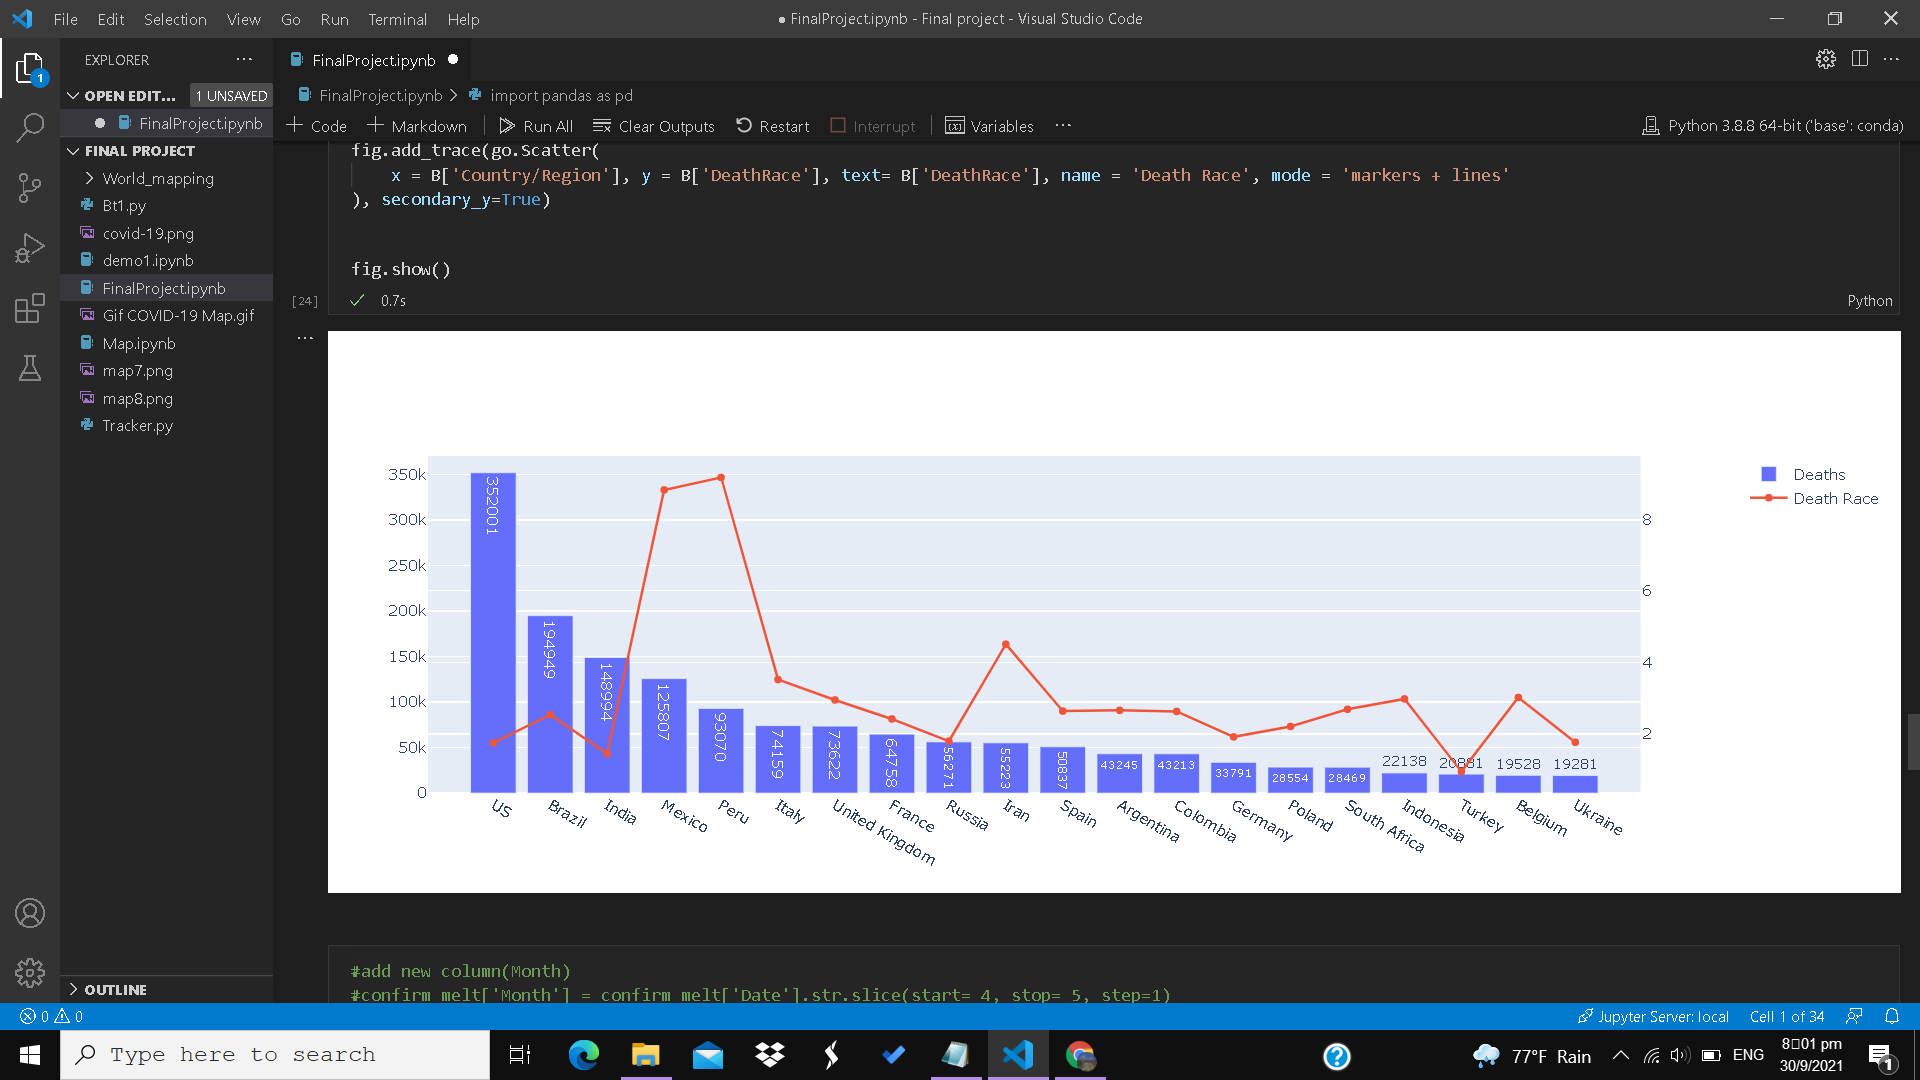 File Edit Selection View Go Run Terminal Help
● FinalProject.ipynb - Final project - Visual Studio Code
EXPLORER
OPEN EDIT... 1 UNSAVED
FinalProject.ipynb
FINAL PROJECT
World_mapping
Bt1.py
covid-19.png
demo1.ipynb
FinalProject.ipynb
Gif COVID-19 Map.gif
Map.ipynb
map7.png
map8.png
Tracker.py
OUTLINE
1
FinalProject.ipynb
FinalProject.ipynb > import pandas as pd
+ Code + Markdown Run All Clear Outputs Restart Interrupt Variables ...
Python 3.8.8 64-bit ('base': conda)
fig.add_trace(go.Scatter(
x = B['Country/Region'], y = B['DeathRace'], text= B['DeathRace'], name = 'Death Race', mode = 'markers + lines'
), secondary_y=True)
fig.show()
[24] 0.7s Python
350k
300k
250k
200k
150k
100k
50k
0
352001
194949
148994
125807
93070
74159
73622
64758
56271
55223
50837
43245
43213
33791
28554
28469
22138
20881
19528
19281
8
6
4
2
US
Brazil
India
Mexico
Peru
Italy
United Kingdom
France
Russia
Iran
Spain
Argentina
Colombia
Germany
Poland
South Africa
Indonesia
Turkey
Belgium
Ukraine
Deaths
Death Race
#add new column(Month)
#confirm_melt['Month'] = confirm_melt['Date'].str.slice(start= 4, stop= 5, step=1)
0 0
Jupyter Server: local Cell 1 of 34
Type here to search
77°F Rain
ENG
8▯01 pm
30/9/2021
1